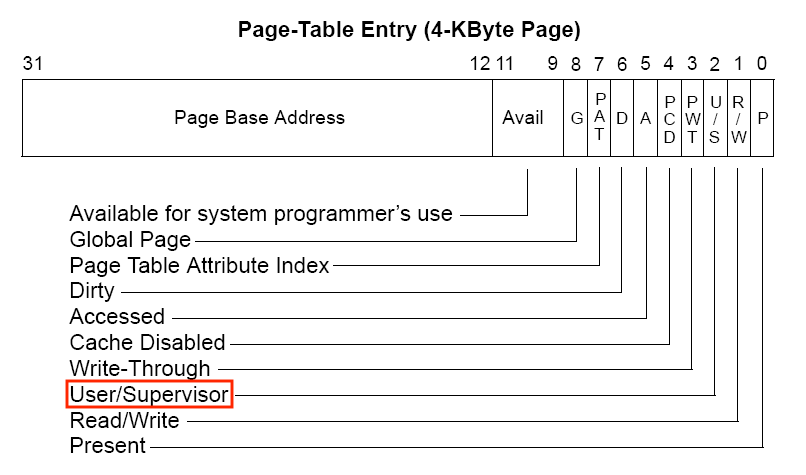 Page-Table Entry (4-KByte Page)
31 12 11 9 8 7 6 5 4 3 2 1 0
Page Base Address Avail G PAT D A PCD PWT U/S R/W P
Available for system programmer’s use
Global Page
Page Table Attribute Index
Dirty
Accessed
Cache Disabled
Write-Through
User/Supervisor
Read/Write
Present